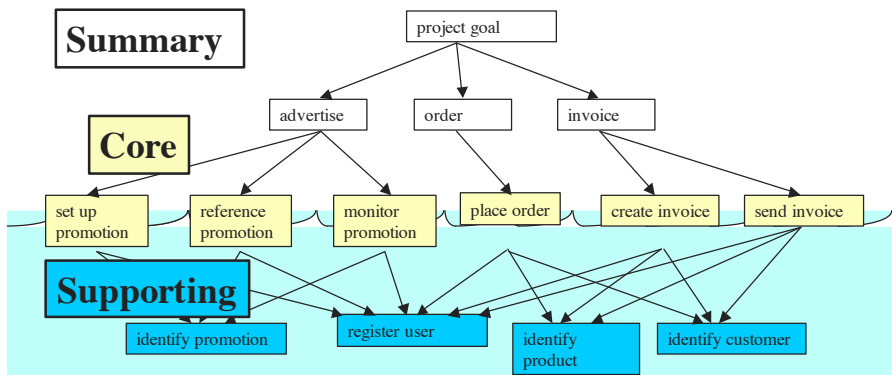 Summary
project goal
advertise
order
invoice
Core
set up
promotion
reference
promotion
monitor
promotion
place order
create invoice
send invoice
Supporting
identify promotion
register user
identify
product
identify customer